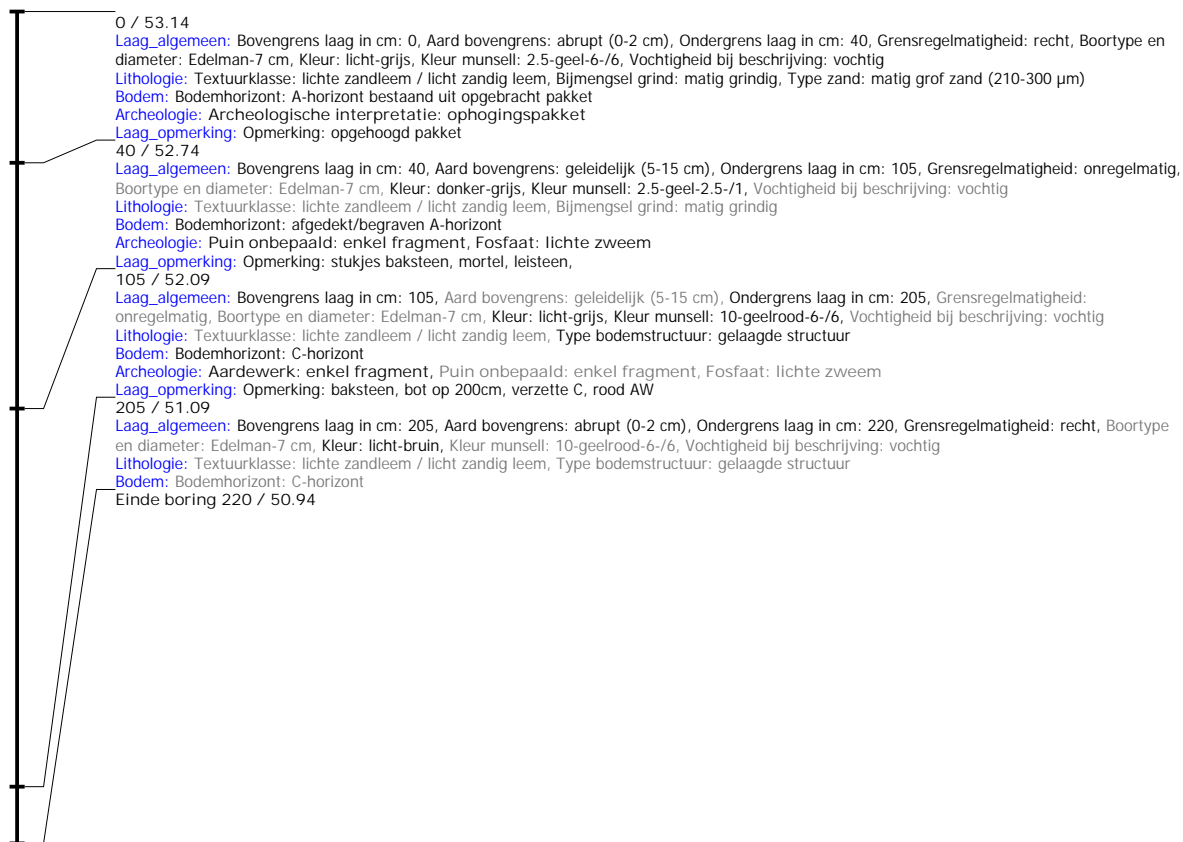 0 / 53.14
Laag_algemeen: Bovengrens laag in cm: 0, Aard bovengrens: abrupt (0-2 cm), Ondergrens laag in cm: 40, Grensregelmatigheid: recht, Boortype en
diameter: Edelman-7 cm, Kleur: licht-grijs, Kleur munsell: 2.5-geel-6-/6, Vochtigheid bij beschrijving: vochtig
Lithologie: Textuurklasse: lichte zandleem / licht zandig leem, Bijmengsel grind: matig grindig, Type zand: matig grof zand (210-300 µm)
Bodem: Bodemhorizont: A-horizont bestaand uit opgebracht pakket
Archeologie: Archeologische interpretatie: ophogingspakket
Laag_opmerking: Opmerking: opgehoogd pakket
40 / 52.74
Laag_algemeen: Bovengrens laag in cm: 40, Aard bovengrens: geleidelijk (5-15 cm), Ondergrens laag in cm: 105, Grensregelmatigheid: onregelmatig,
Boortype en diameter: Edelman-7 cm, Kleur: donker-grijs, Kleur munsell: 2.5-geel-2.5-/1, Vochtigheid bij beschrijving: vochtig
Lithologie: Textuurklasse: lichte zandleem / licht zandig leem, Bijmengsel grind: matig grindig
Bodem: Bodemhorizont: afgedekt/begraven A-horizont
Archeologie: Puin onbepaald: enkel fragment, Fosfaat: lichte zweem
Laag_opmerking: Opmerking: stukjes baksteen, mortel, leisteen,
105 / 52.09
Laag_algemeen: Bovengrens laag in cm: 105, Aard bovengrens: geleidelijk (5-15 cm), Ondergrens laag in cm: 205, Grensregelmatigheid:
onregelmatig, Boortype en diameter: Edelman-7 cm, Kleur: licht-grijs, Kleur munsell: 10-geelrood-6-/6, Vochtigheid bij beschrijving: vochtig
Lithologie: Textuurklasse: lichte zandleem / licht zandig leem, Type bodemstructuur: gelaagde structuur
Bodem: Bodemhorizont: C-horizont
Archeologie: Aardewerk: enkel fragment, Puin onbepaald: enkel fragment, Fosfaat: lichte zweem
Laag_opmerking: Opmerking: baksteen, bot op 200cm, verzette C, rood AW
205 / 51.09
Laag_algemeen: Bovengrens laag in cm: 205, Aard bovengrens: abrupt (0-2 cm), Ondergrens laag in cm: 220, Grensregelmatigheid: recht, Boortype
en diameter: Edelman-7 cm, Kleur: licht-bruin, Kleur munsell: 10-geelrood-6-/6, Vochtigheid bij beschrijving: vochtig
Lithologie: Textuurklasse: lichte zandleem / licht zandig leem, Type bodemstructuur: gelaagde structuur
Bodem: Bodemhorizont: C-horizont
Einde boring 220 / 50.94